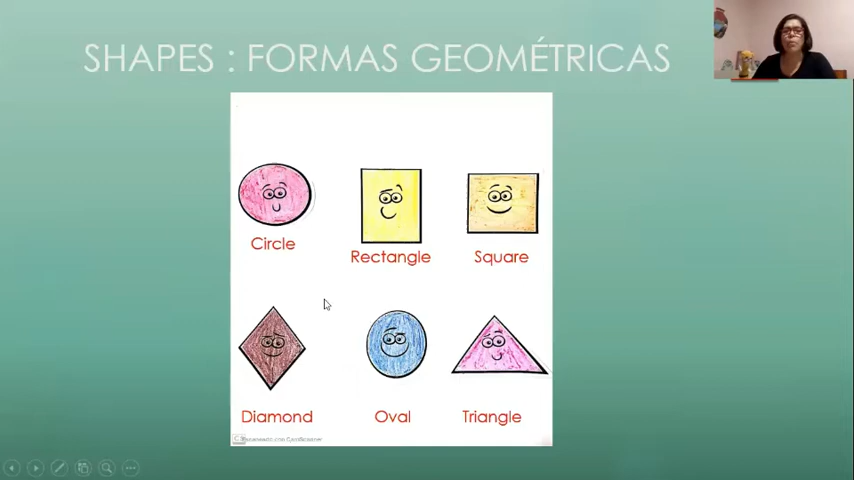 SHAPES : FORMAS GEOMÉTRICAS
Circle
Rectangle
Square
Diamond
Oval
Triangle